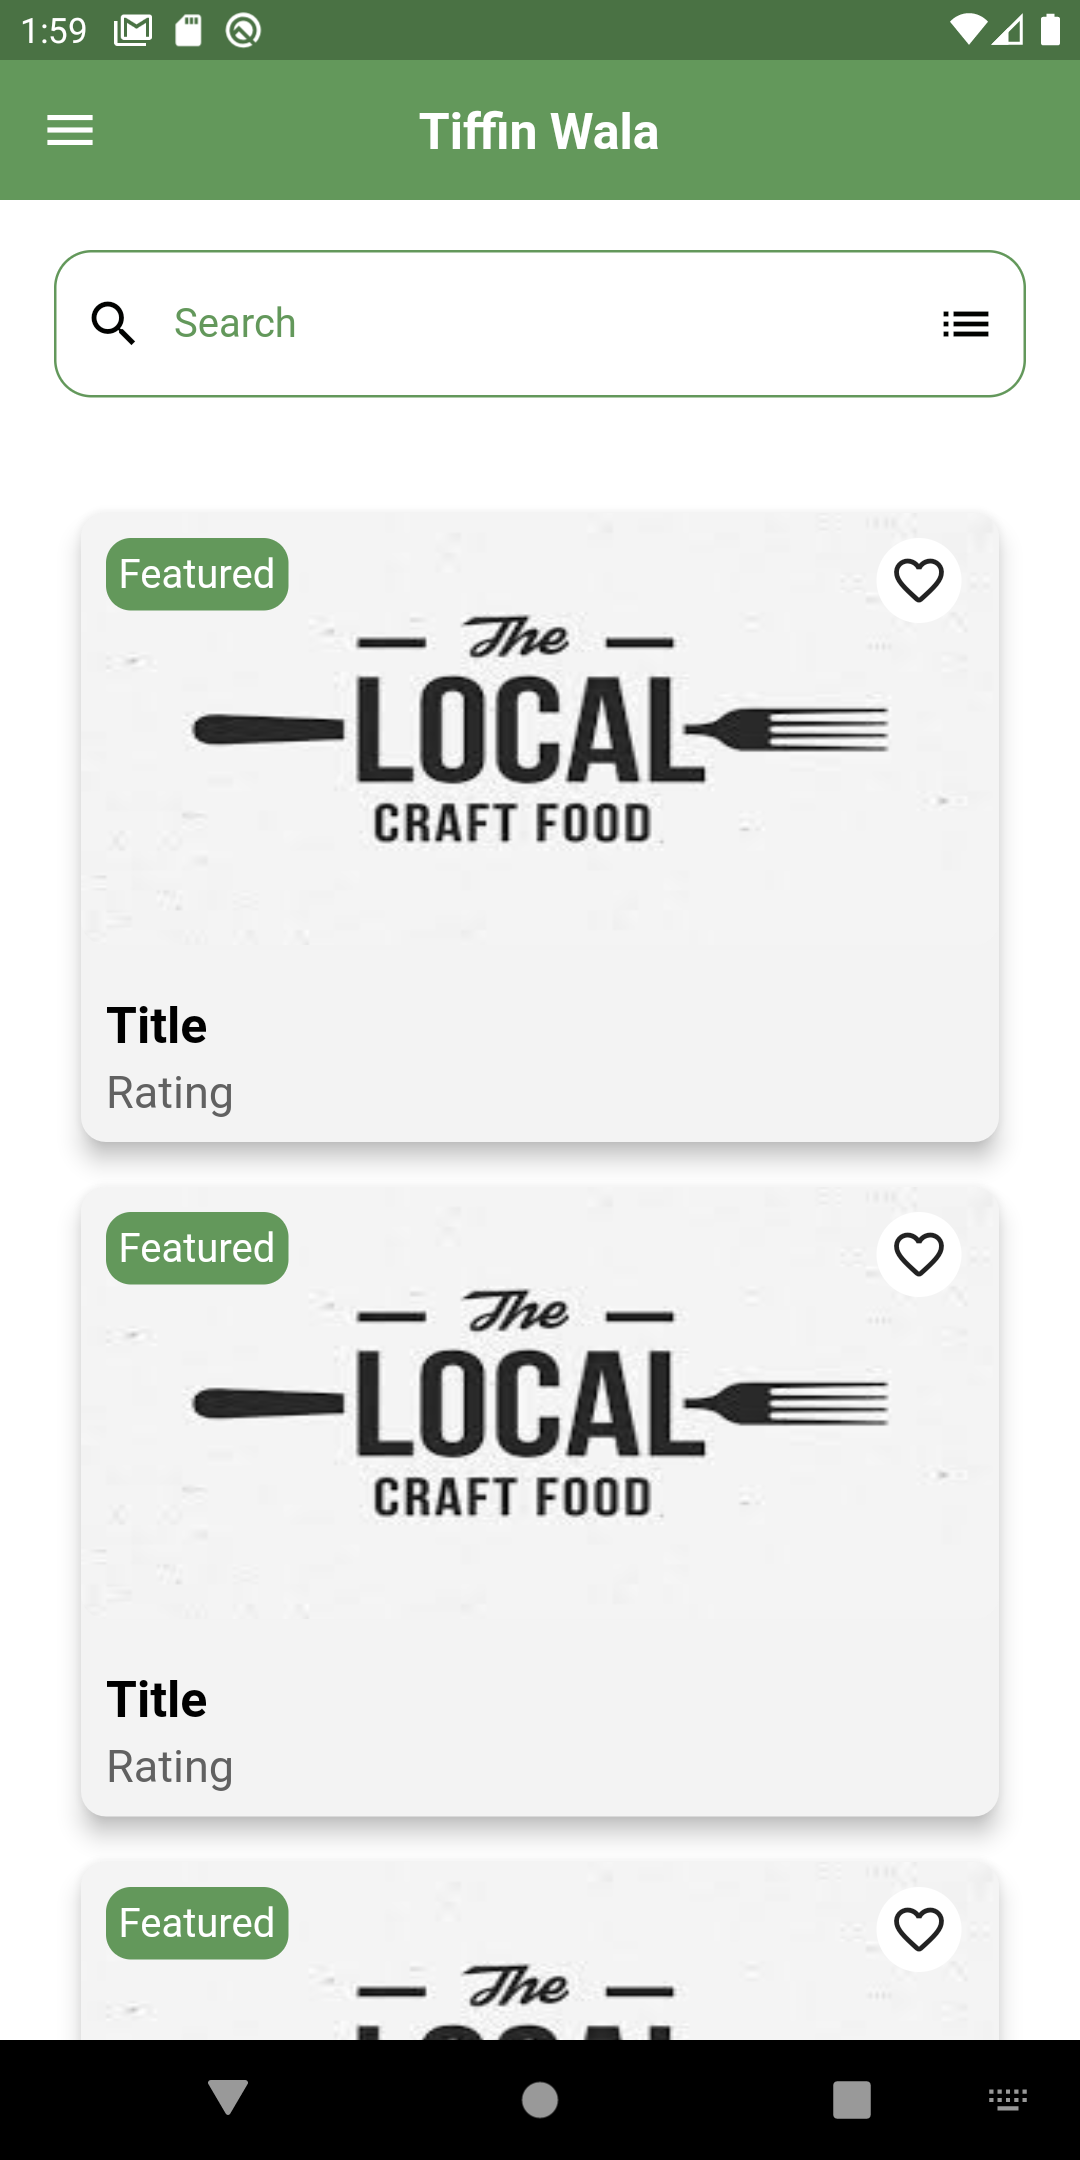 1:59
Tiffin Wala
Search
Featured
The
LOCAL
CRAFT FOOD
Title
Rating
Featured
The
LOCAL
CRAFT FOOD
Title
Rating
Featured
The
LOCAL